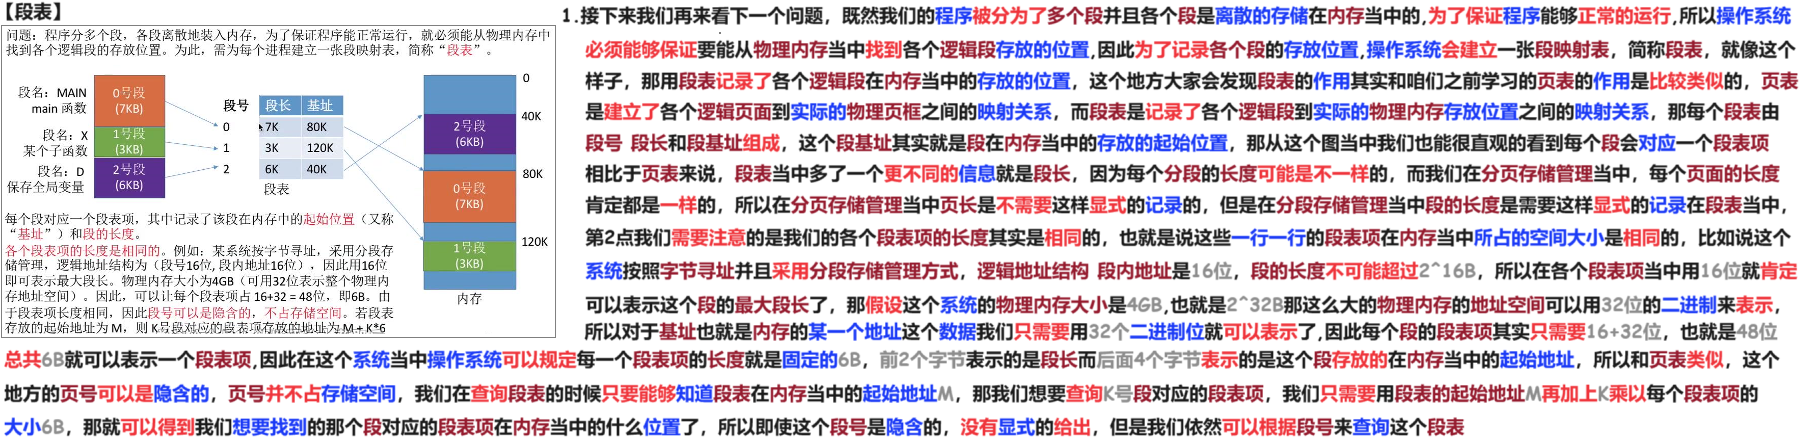 【段表】
问题：程序分多个段，各段离散地装入内存，为了保证程序能正常运行，就必须能从物理内存中
找到各个逻辑段的存放位置。为此，需为每个进程建立一张段映射表，简称“段表”。
段名：MAIN
main 函数
0号段
(7KB)
段名：X
某个子函数
1号段
(3KB)
段名：D
保存全局变量
2号段
(6KB)
段号 段长 基址
0 7K 80K
1 3K 120K
2 6K 40K
段表
0
40K
2号段
(6KB)
80K
0号段
(7KB)
120K
1号段
(3KB)
内存
每个段对应一个段表项，其中记录了该段在内存中的起始位置（又称
“基址”）和段的长度。
各个段表项的长度是相同的。例如：某系统按字节寻址，采用分段存
储管理，逻辑地址结构为（段号16位, 段内地址16位），因此用16位
即可表示最大段长。物理内存大小为4GB（可用32位表示整个物理内
存地址空间）。因此，可以让每个段表项占 16+32 = 48位，即6B。由
于段表项长度相同，因此段号可以是隐含的，不占存储空间。若段表
存放的起始地址为 M，则 K号段对应的段表项存放的地址为 M+ K*6
1.接下来我们再来看下一个问题，既然我们的程序被分为了多个段并且各个段是离散的存储在内存当中的,为了保证程序能够正常的运行,所以操作系统
必须能够保证要能从物理内存当中找到各个逻辑段存放的位置,因此为了记录各个段的存放位置,操作系统会建立一张段映射表，简称段表，就像这个
样子，那用段表记录了各个逻辑段在内存当中的存放的位置，这个地方大家会发现段表的作用其实和咱们之前学习的页表的作用是比较类似的，页表
是建立了各个逻辑页面到实际的物理页框之间的映射关系，而段表是记录了各个逻辑段到实际的物理内存存放位置之间的映射关系，那每个段表由
段号 段长和段基址组成，这个段基址其实就是段在内存当中的存放的起始位置，那从这个图当中我们也能很直观的看到每个段会对应一个段表项
相比于页表来说，段表当中多了一个更不同的信息就是段长，因为每个分段的长度可能是不一样的，而我们在分页存储管理当中，每个页面的长度
肯定都是一样的，所以在分页存储管理当中页长是不需要这样显式的记录的，但是在分段存储管理当中段的长度是需要这样显式的记录在段表当中，
第2点我们需要注意的是我们的各个段表项的长度其实是相同的，也就是说这些一行一行的段表项在内存当中所占的空间大小是相同的，比如说这个
系统按照字节寻址并且采用分段存储管理方式，逻辑地址结构 段内地址是16位，段的长度不可能超过2^16B，所以在各个段表项当中用16位就肯定
可以表示这个段的最大段长了，那假设这个系统的物理内存大小是4GB,也就是2^32B那这么大的物理内存的地址空间可以用32位的二进制来表示，
所以对于基址也就是内存的某一个地址这个数据我们只需要用32个二进制位就可以表示了,因此每个段的段表项其实只需要16+32位，也就是48位
总共6B就可以表示一个段表项,因此在这个系统当中操作系统可以规定每一个段表项的长度就是固定的6B，前2个字节表示的是段长而后面4个字节表示的是这个段存放的在内存当中的起始地址，所以和页表类似，这个
地方的页号可以是隐含的，页号并不占存储空间，我们在查询段表的时候只要能够知道段表在内存当中的起始地址M，那我们想要查询K号段对应的段表项，我们只需要用段表的起始地址M再加上K乘以每个段表项的
大小6B，那就可以得到我们想要找到的那个段对应的段表项在内存当中的什么位置了，所以即使这个段号是隐含的，没有显式的给出，但是我们依然可以根据段号来查询这个段表